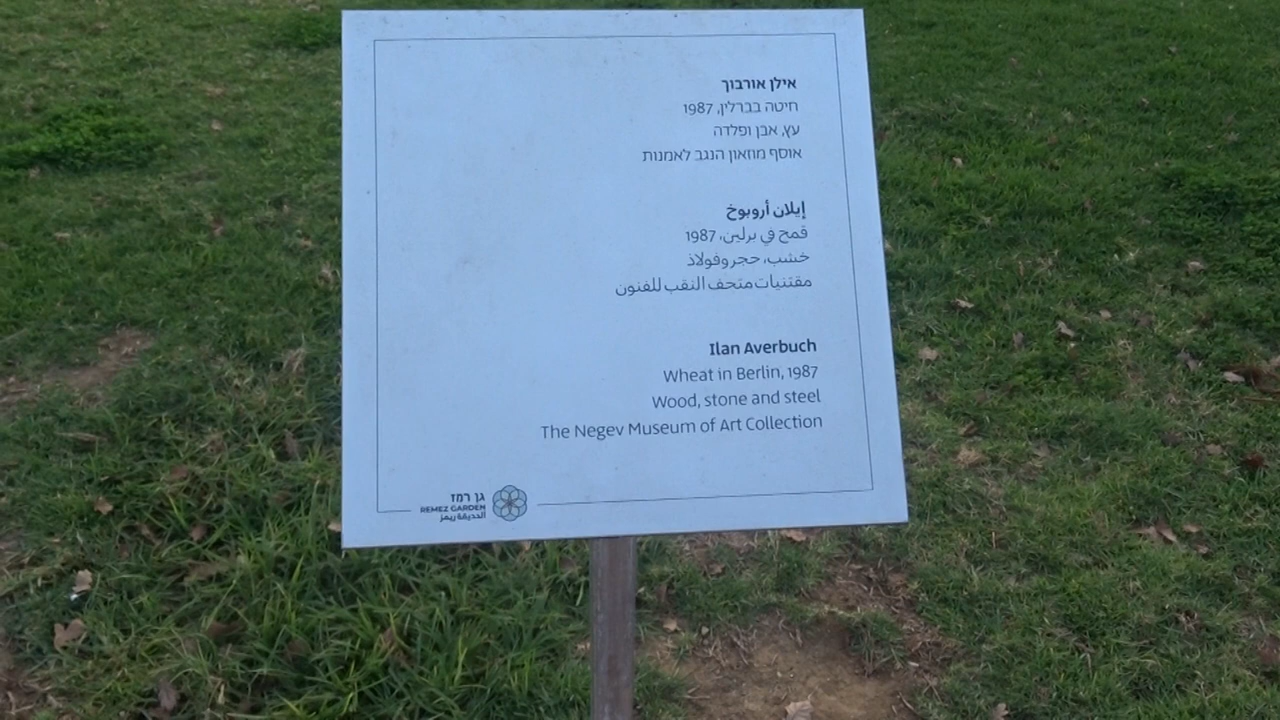 אילן אורבוך
חיטה בברלין, 1987
עץ, אבן ופלדה
אוסף מוזאון הנגב לאמנות
إيلان أروبوخ
قمح في برلين، 1987
خشب، حجر وفولاذ
مقتنيات متحف النقب للفنون
Ilan Averbuch
Wheat in Berlin, 1987
Wood, stone and steel
The Negev Museum of Art Collection
גן רמז
REMEZ GARDEN
الحديقة ريمز